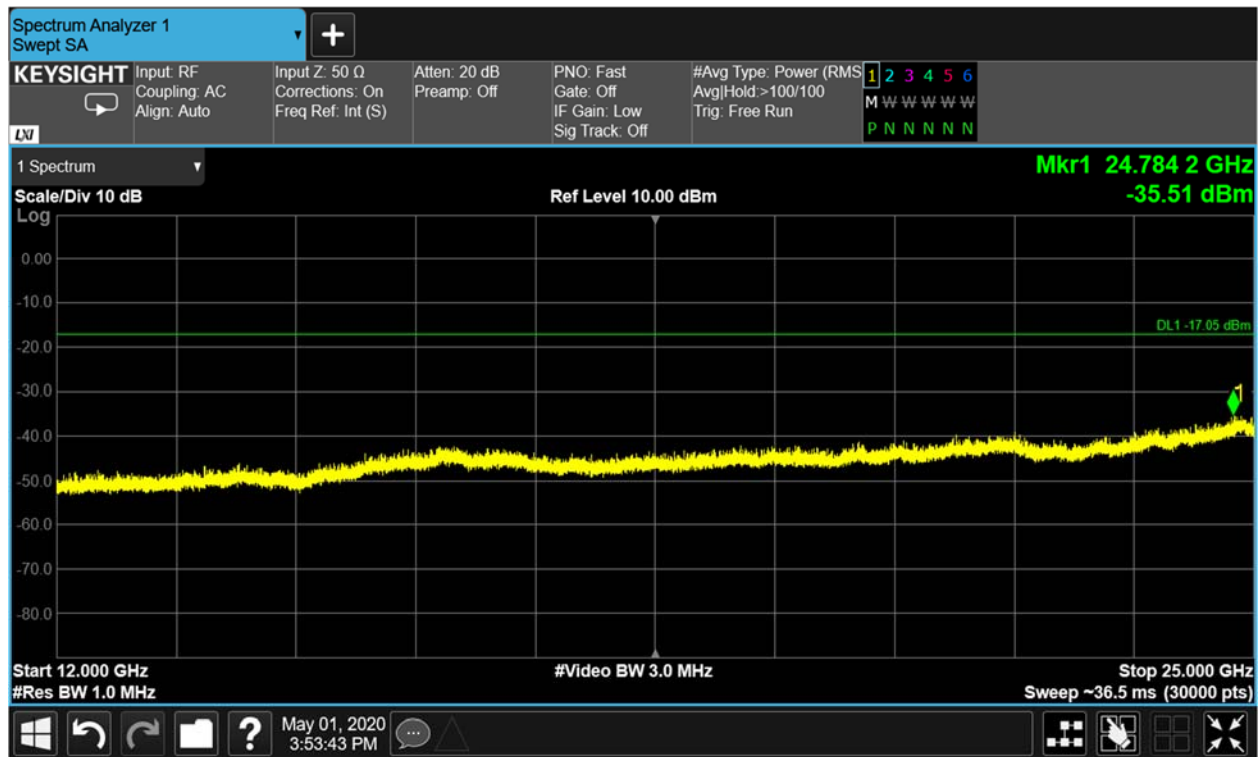 Spectrum Analyzer 1
Swept SA
KEYSIGHT
LXI
Input: RF
Coupling: AC
Align: Auto
Input Z: 50 Ω
Corrections: On
Freq Ref: Int (S)
Atten: 20 dB
Preamp: Off
PNO: Fast
Gate: Off
IF Gain: Low
Sig Track: Off
#Avg Type: Power (RMS
Avg|Hold:>100/100
Trig: Free Run
1 2 3 4 5 6
M W W W W W
P N N N N N
1 Spectrum
Mkr1 24.784 2 GHz
Scale/Div 10 dB
Ref Level 10.00 dBm
-35.51 dBm
Log
0.00
-10.0
DL1 -17.05 dBm
-20.0
-30.0
1
-40.0
-50.0
-60.0
-70.0
-80.0
Start 12.000 GHz
#Video BW 3.0 MHz
Stop 25.000 GHz
#Res BW 1.0 MHz
Sweep ~36.5 ms (30000 pts)
?
May 01, 2020
3:53:43 PM